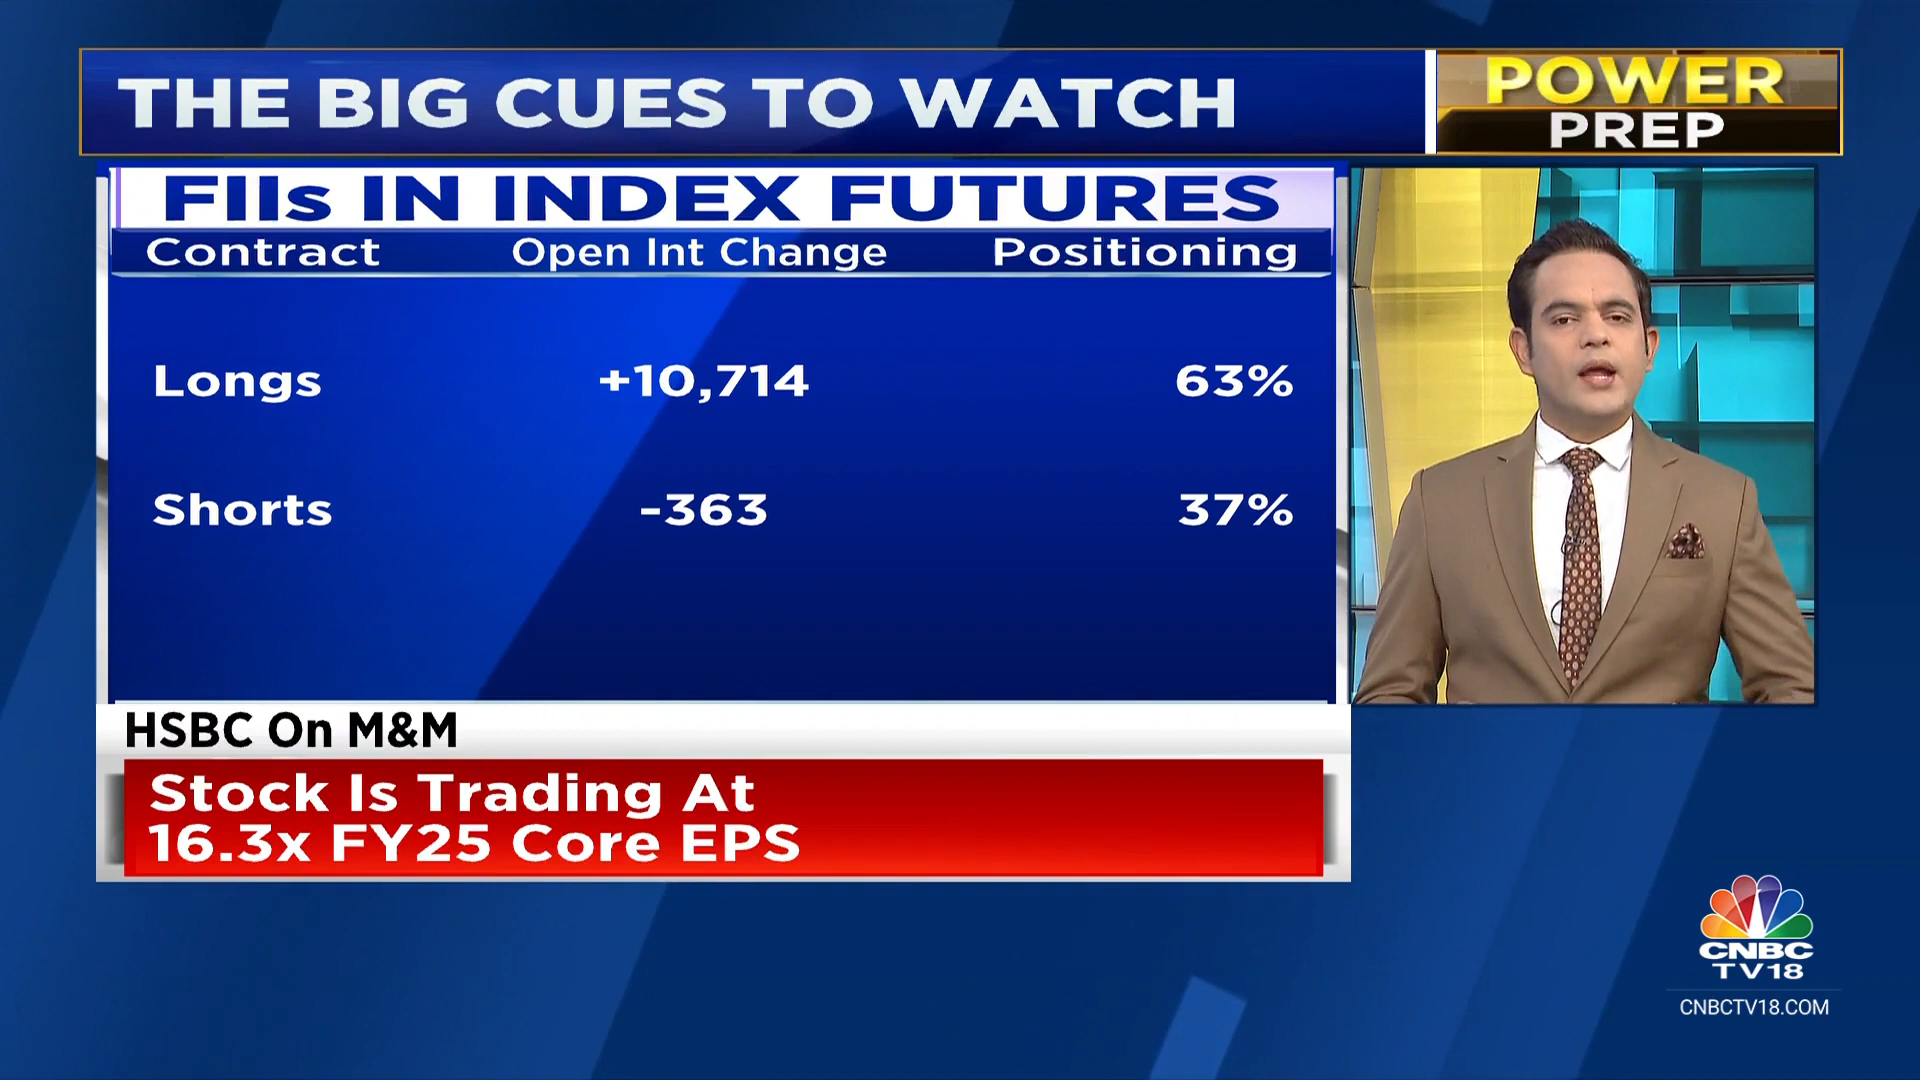 THE BIG CUES TO WATCH
POWER
PREP
FIIs IN INDEX FUTURES
Contract Open Int Change Positioning
Longs +10,714 63%
Shorts -363 37%
HSBC On M&M
Stock Is Trading At
16.3x FY25 Core EPS
CNBC
TV18
CNBCTV18.COM